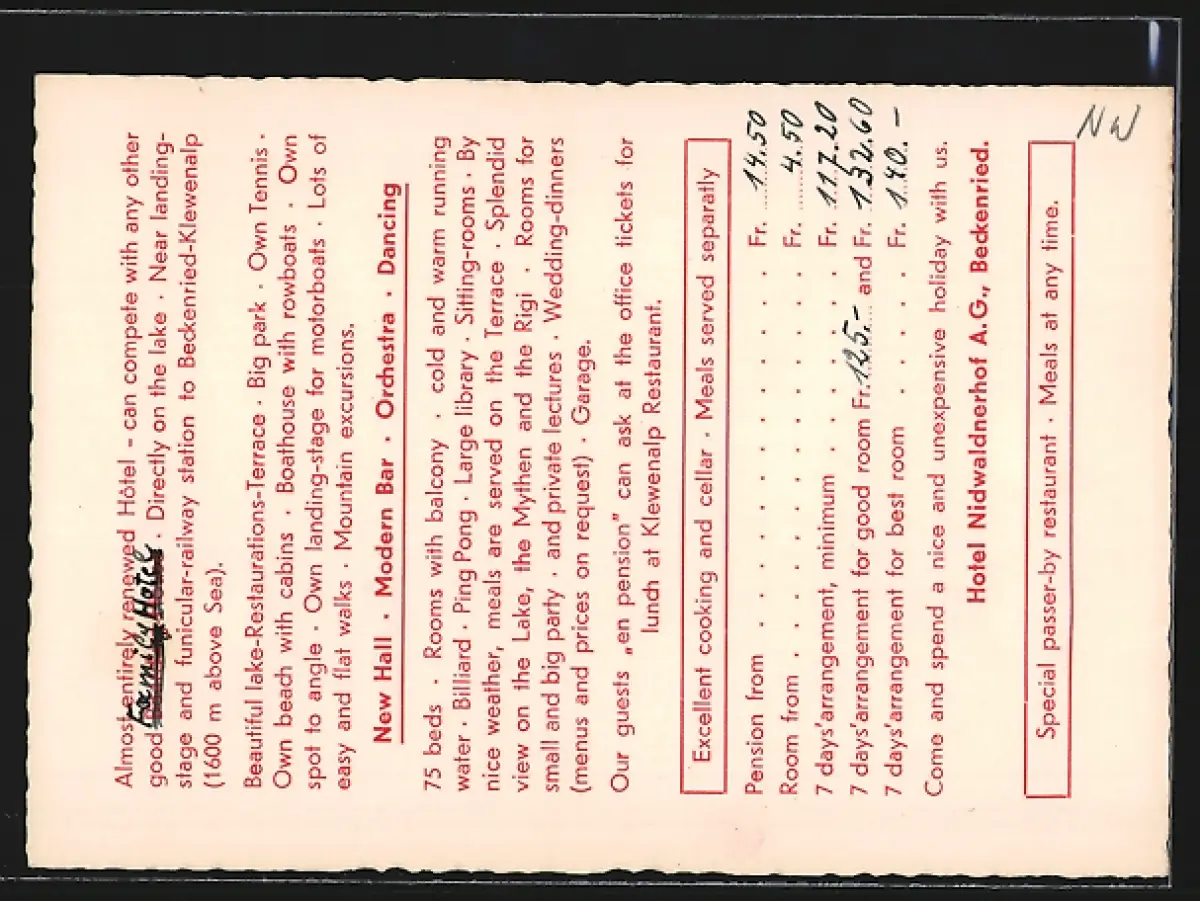 Almost entirely renewed Hôtel – can compete with any other
good Family Hotel · Directly on the lake · Near landing-
stage and funicular-railway station to Beckenried-Klewenalp
(1600 m above Sea).
Beautiful lake-Restaurations-Terrace · Big park · Own Tennis ·
Own beach with cabins · Boathouse with rowboats · Own
spot to angle · Own landing-stage for motorboats · Lots of
easy and flat walks · Mountain excursions.
New Hall · Modern Bar · Orchestra · Dancing
75 beds · Rooms with balcony · cold and warm running
water · Billiard · Ping Pong · Large library · Sitting-rooms · By
nice weather, meals are served on the Terrace · Splendid
view on the Lake, the Mythen and the Rigi · Rooms for
small and big party · and private lectures · Wedding-dinners
(menus and prices on request) · Garage.
Our guests „en pension" can ask at the office tickets for
lunch at Klewenalp Restaurant.
Excellent cooking and cellar · Meals served separatly
Pension from . . . . . . . . . . . . Fr. 14.50
Room from . . . . . . . . . . . . . Fr. 4.50
7 days'arrangement, minimum . . . . . . . Fr. 117.20
7 days'arrangement for good room Fr. 125.– and Fr. 132.60
7 days'arrangement for best room . . . . . Fr. 140.–
Come and spend a nice and unexpensive holiday with us.
Hotel Nidwaldnerhof A.G., Beckenried.
Special passer-by restaurant · Meals at any time.
NW